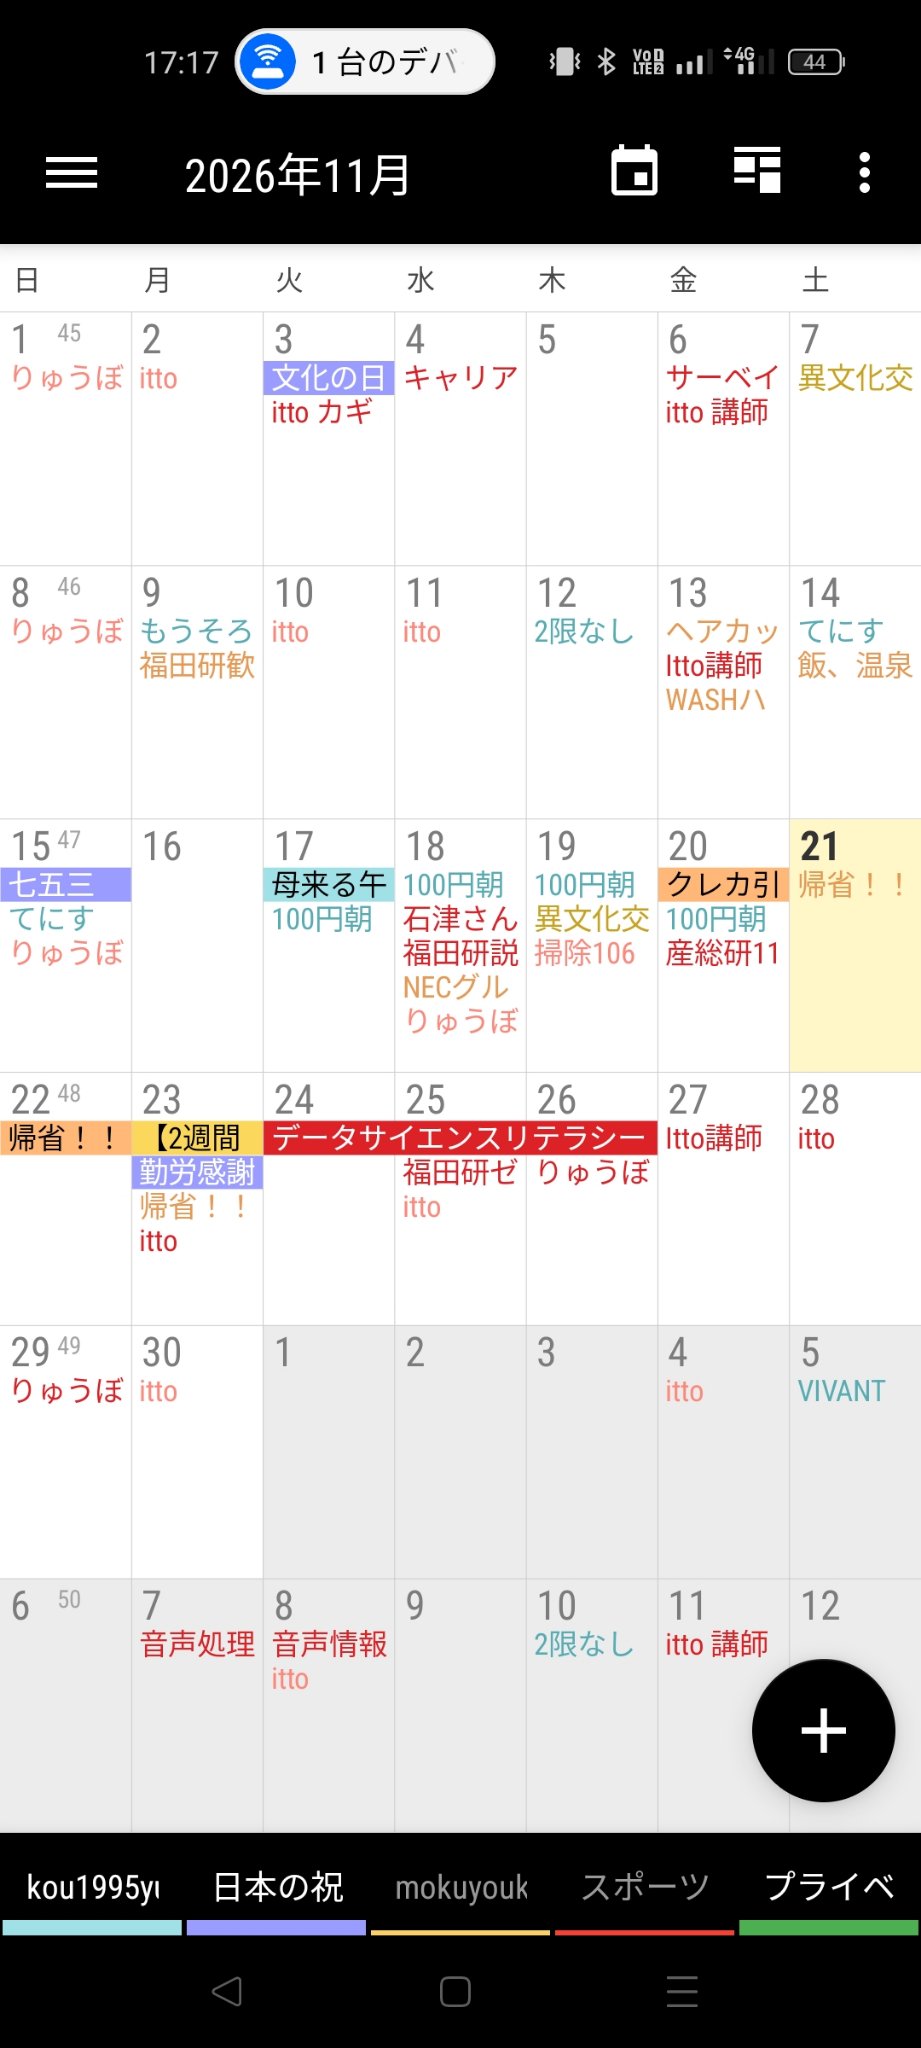 17:17 1 台のデバ VoD LTE2 4G 44
2026年11月
日 月 火 水 木 金 土
1 45 2 3 4 5 6 7
りゅうぼ itto 文化の日 キャリア サーベイ 異文化交
itto カギ itto 講師
8 46 9 10 11 12 13 14
りゅうぼ もうそろ itto itto 2限なし ヘアカッ てにす
福田研歓 Itto講師 飯、温泉
WASHハ
15 47 16 17 18 19 20 21
七五三 母来る午 100円朝 100円朝 クレカ引 帰省！！
てにす 100円朝 石津さん 異文化交 100円朝
りゅうぼ 福田研説 掃除106 産総研11
NECグル
りゅうぼ
22 48 23 24 25 26 27 28
帰省！！ 【2週間 データサイエンスリテラシー Itto講師 itto
勤労感謝 福田研ゼ りゅうぼ
帰省！！ itto
itto
29 49 30 1 2 3 4 5
りゅうぼ itto itto VIVANT
6 50 7 8 9 10 11 12
音声処理 音声情報 2限なし itto 講師
itto
kou1995yu 日本の祝 mokuyouk スポーツ プライベ